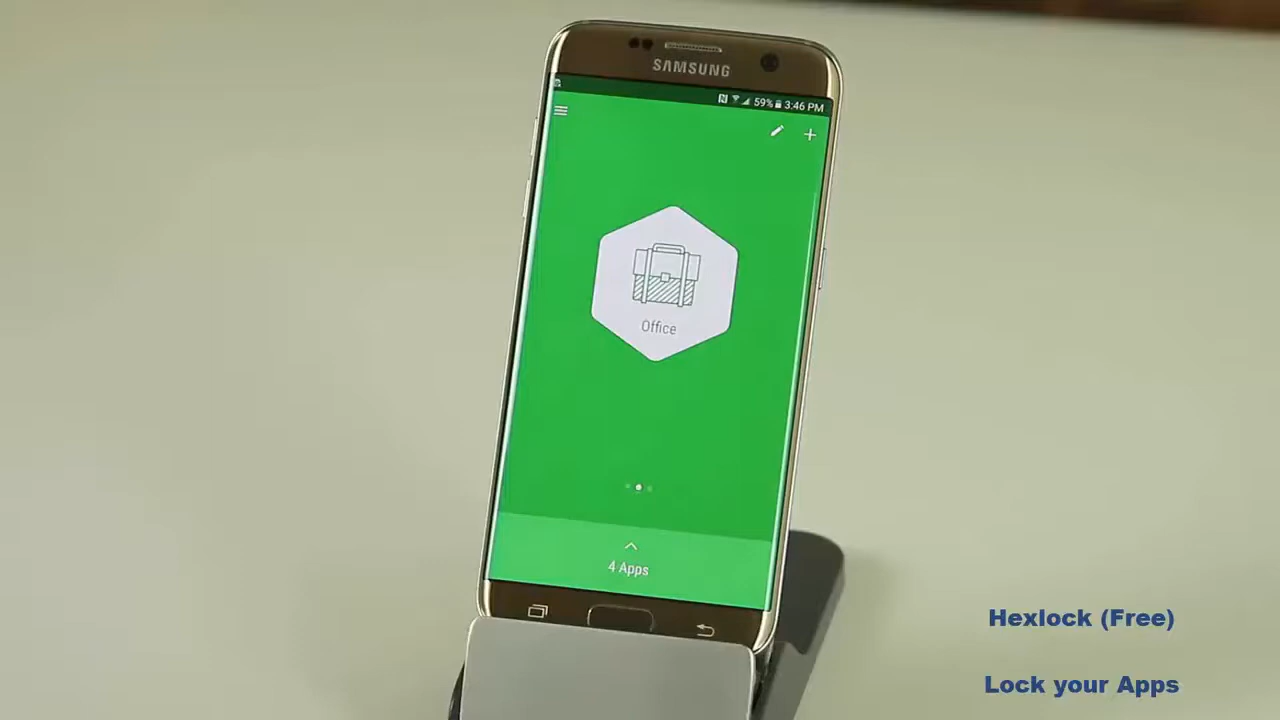 SAMSUNG
59% 3:46 PM
Office
4 Apps
Hexlock (Free)
Lock your Apps